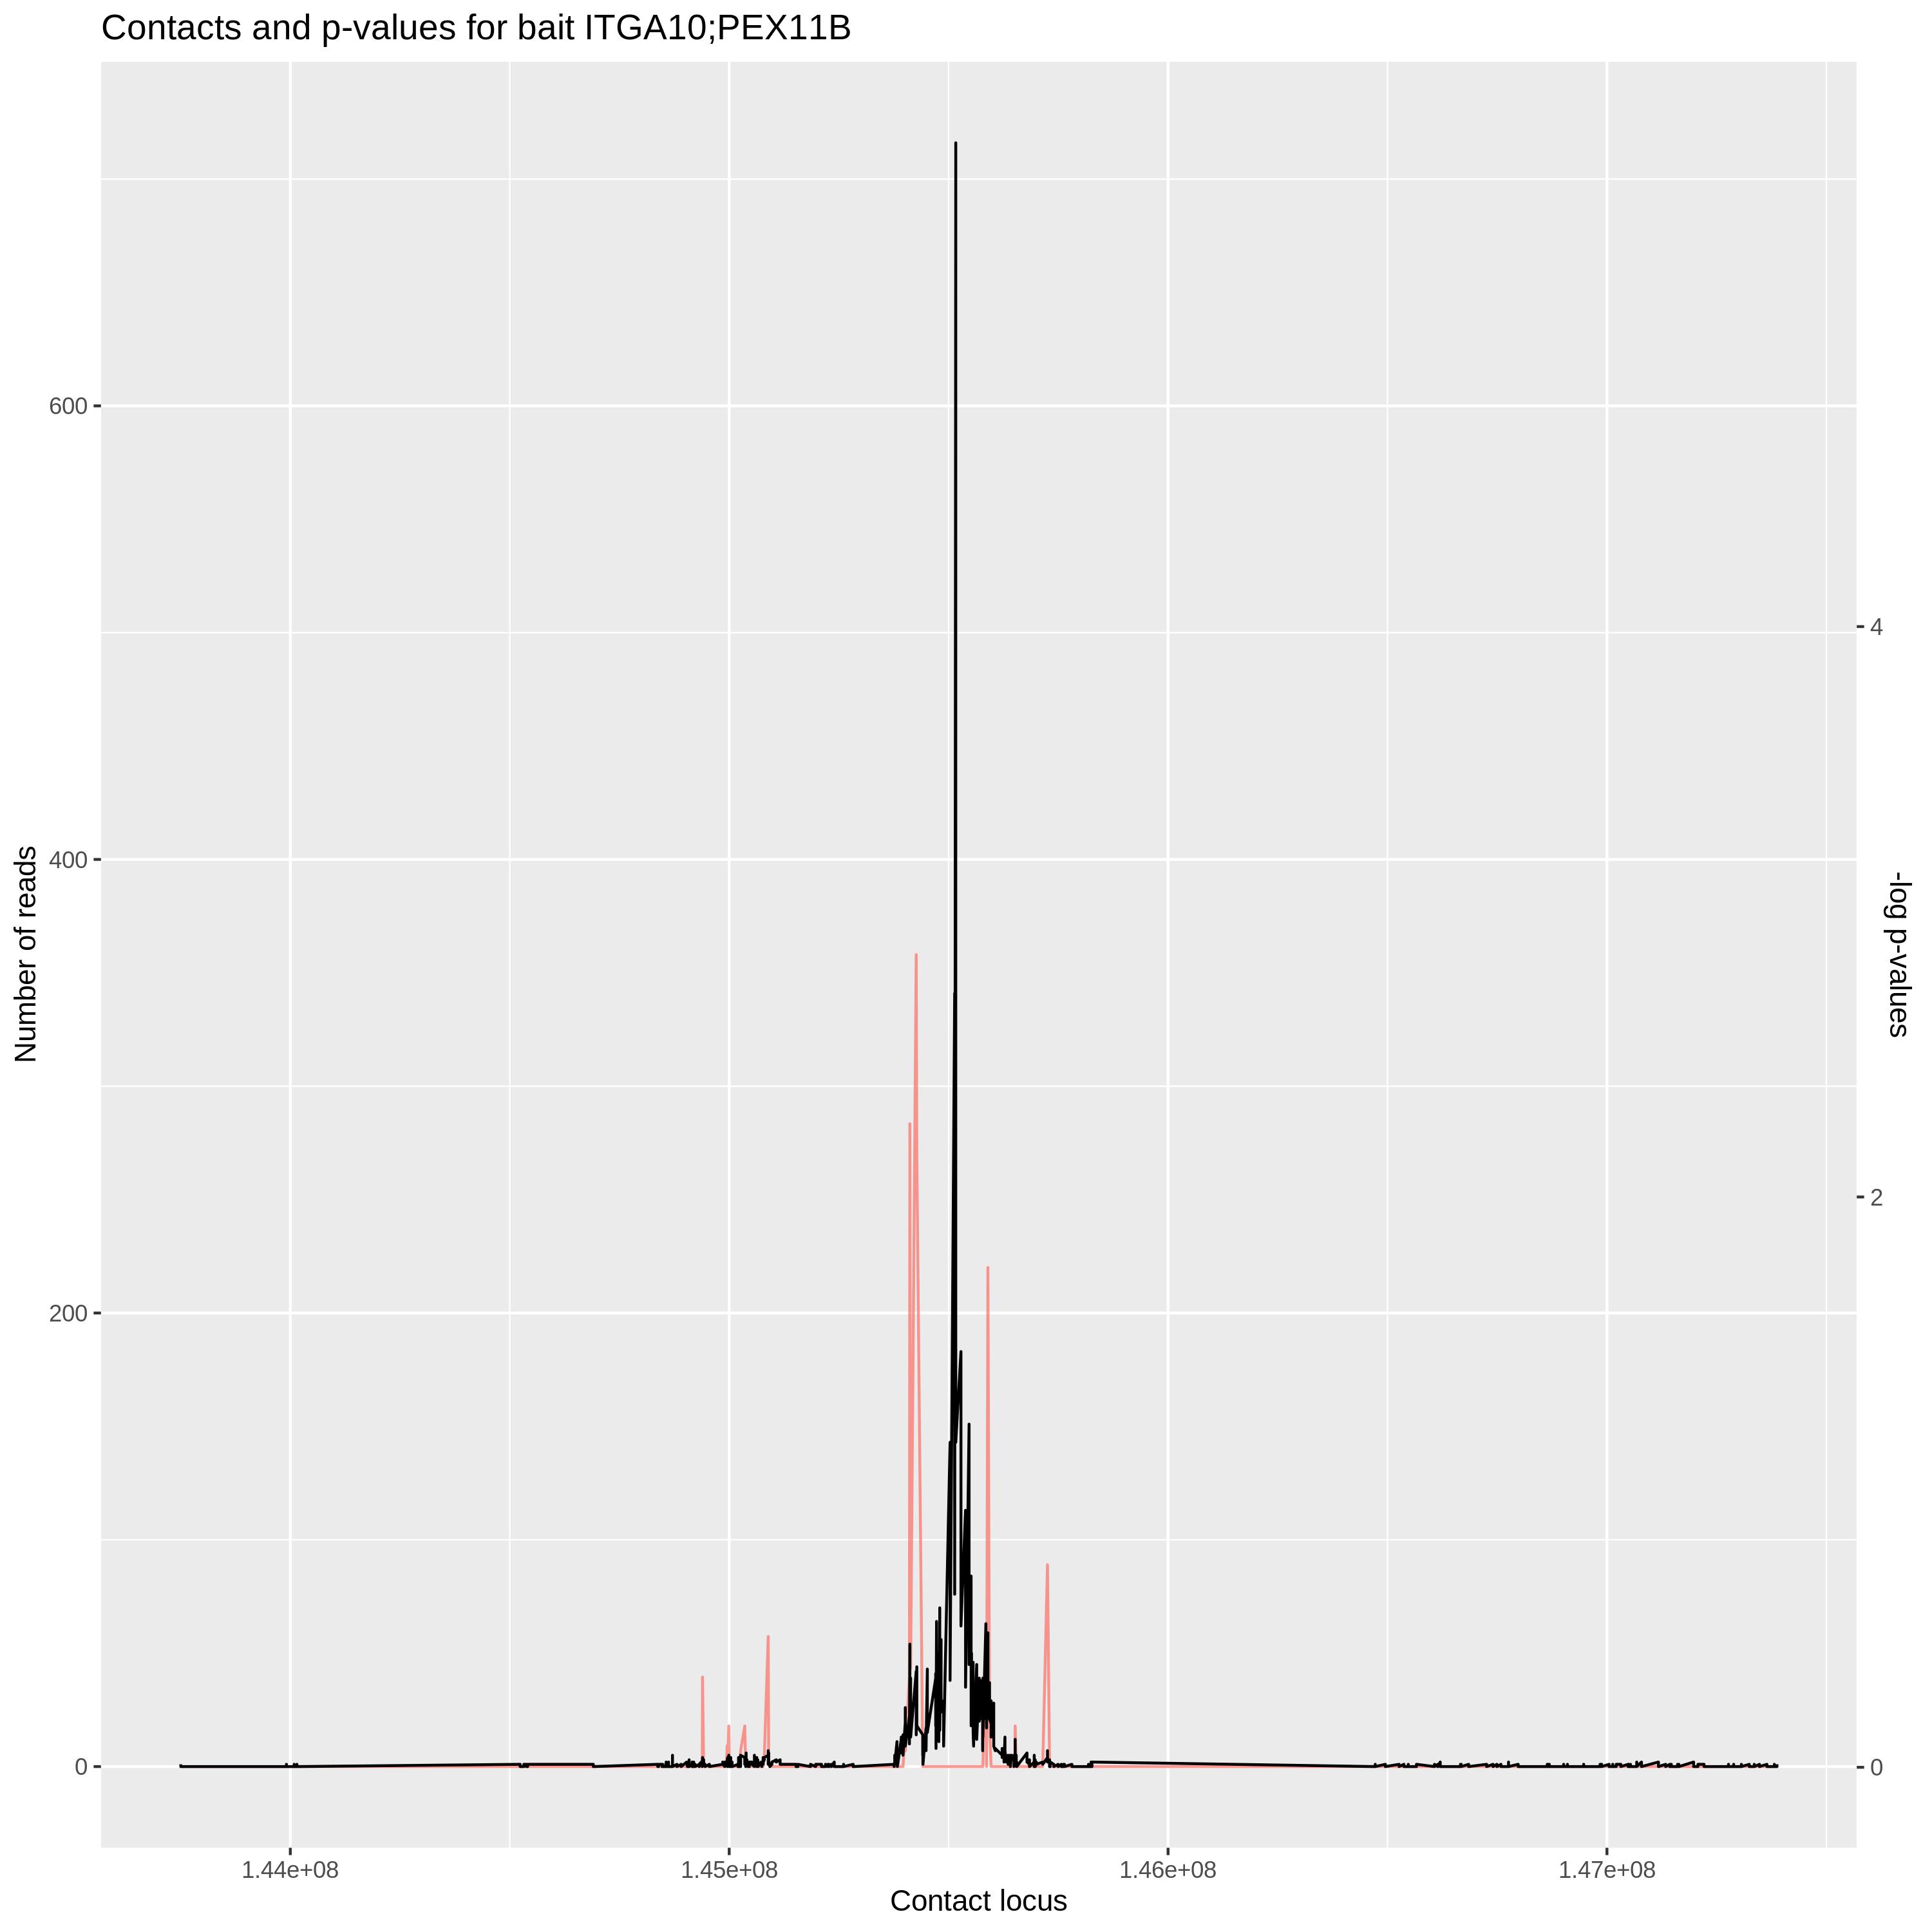 Contacts and p-values for bait ITGA10;PEX11B
600
400
200
0
Number of reads
4
2
0
-log p-values
1.44e+08
1.45e+08
1.46e+08
1.47e+08
Contact locus